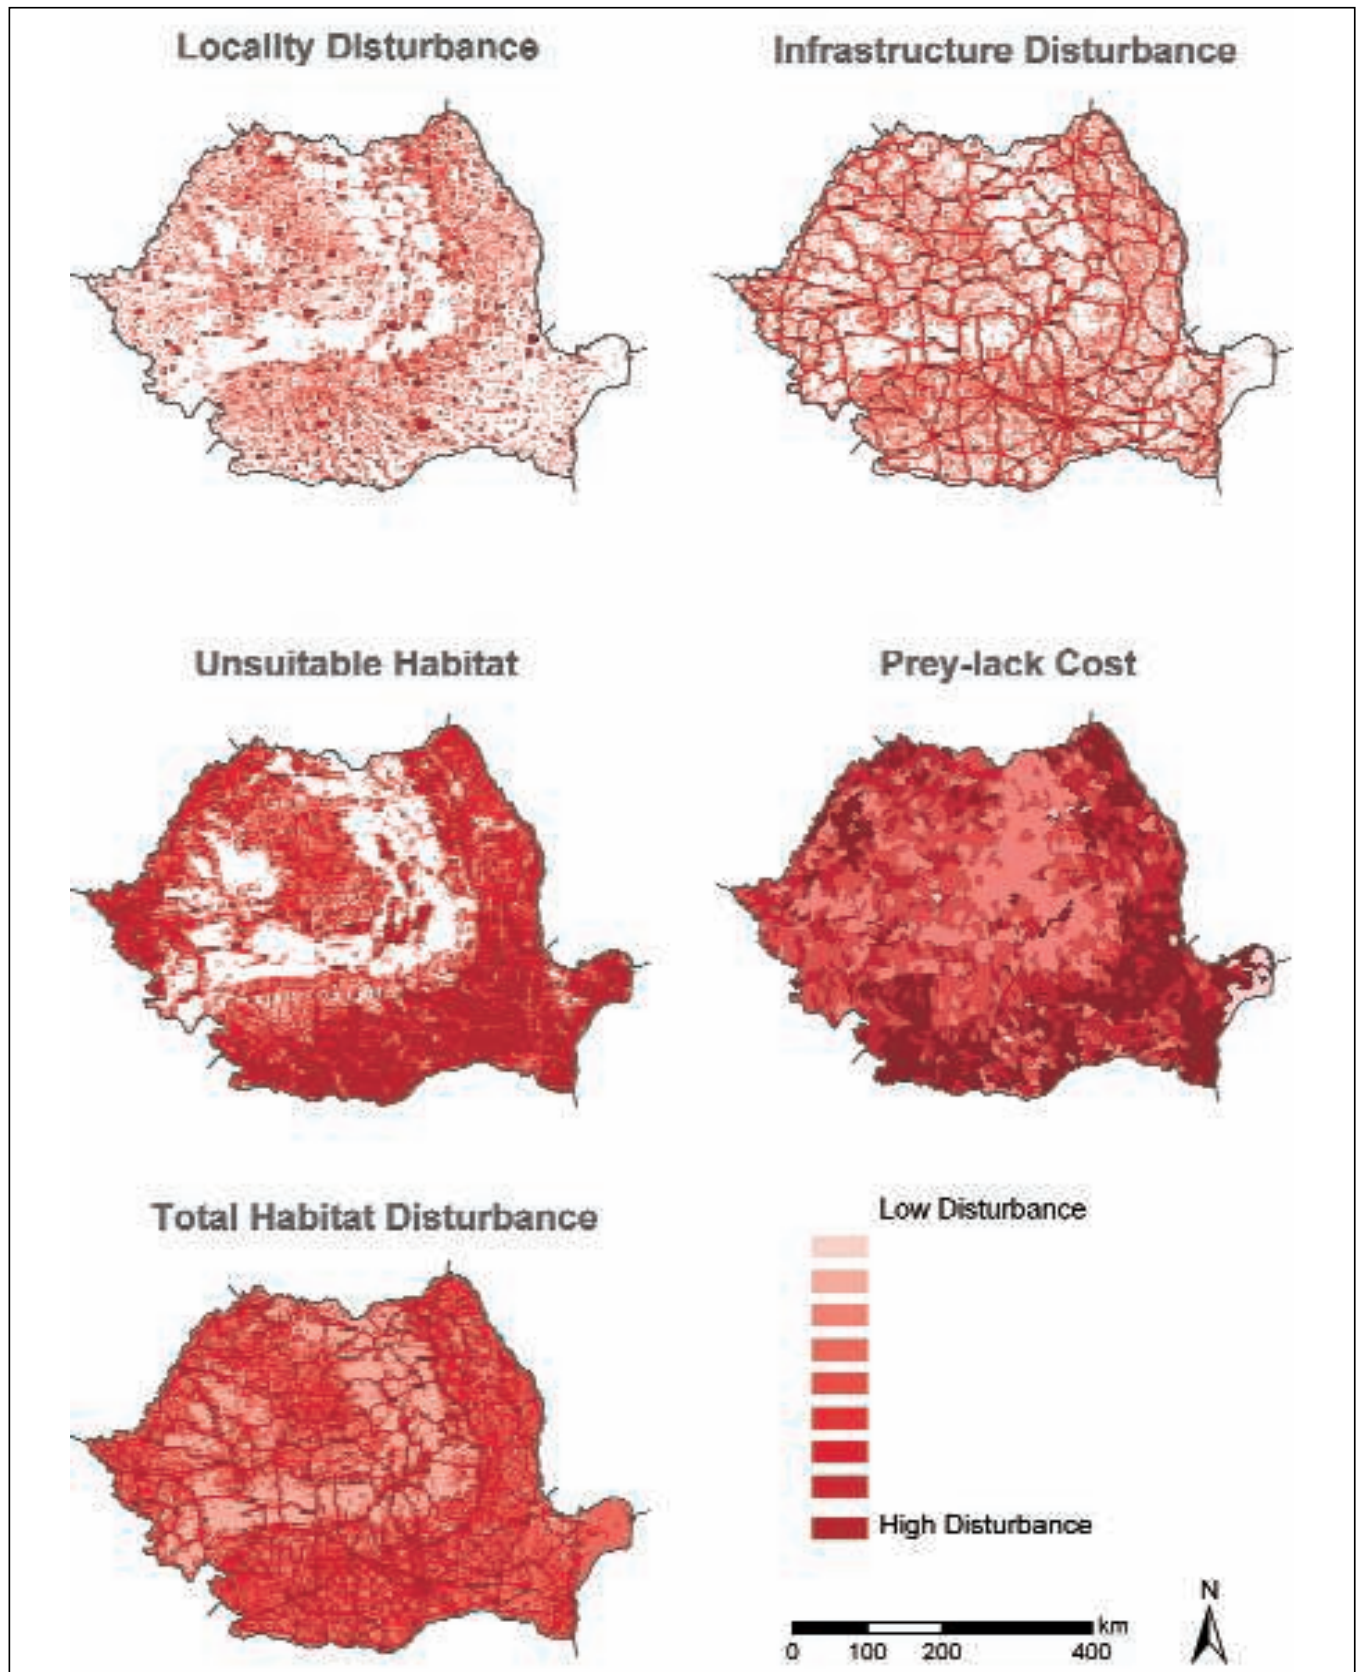 Locality Disturbance
Infrastructure Disturbance
Unsuitable Habitat
Prey-lack Cost
Total Habitat Disturbance
Low Disturbance
High Disturbance
N
km
0 100 200 400